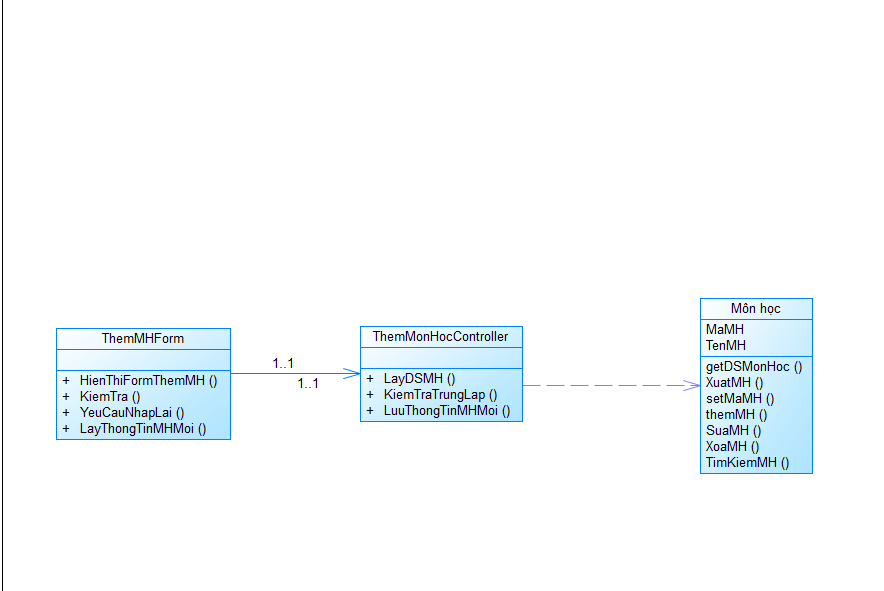 ThemMHForm
+ HienThiFormThemMH ()
+ KiemTra ()
+ YeuCauNhapLai ()
+ LayThongTinMHMoi ()
1..1
1..1
ThemMonHocController
+ LayDSMH ()
+ KiemTraTrungLap ()
+ LuuThongTinMHMoi ()
Môn học
MaMH
TenMH
getDSMonHoc ()
XuatMH ()
setMaMH ()
themMH ()
SuaMH ()
XoaMH ()
TimKiemMH ()